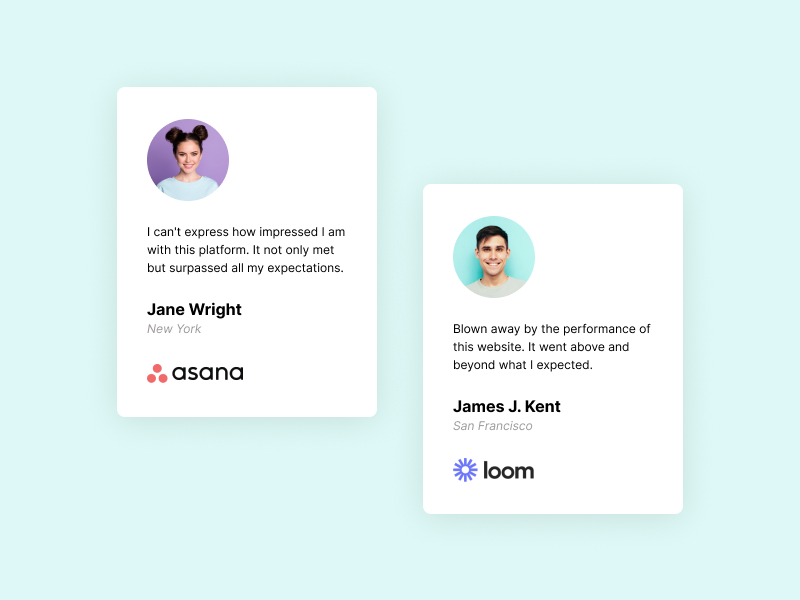 I can't express how impressed I am
with this platform. It not only met
but surpassed all my expectations.
Jane Wright
New York
asana
Blown away by the performance of
this website. It went above and
beyond what I expected.
James J. Kent
San Francisco
loom